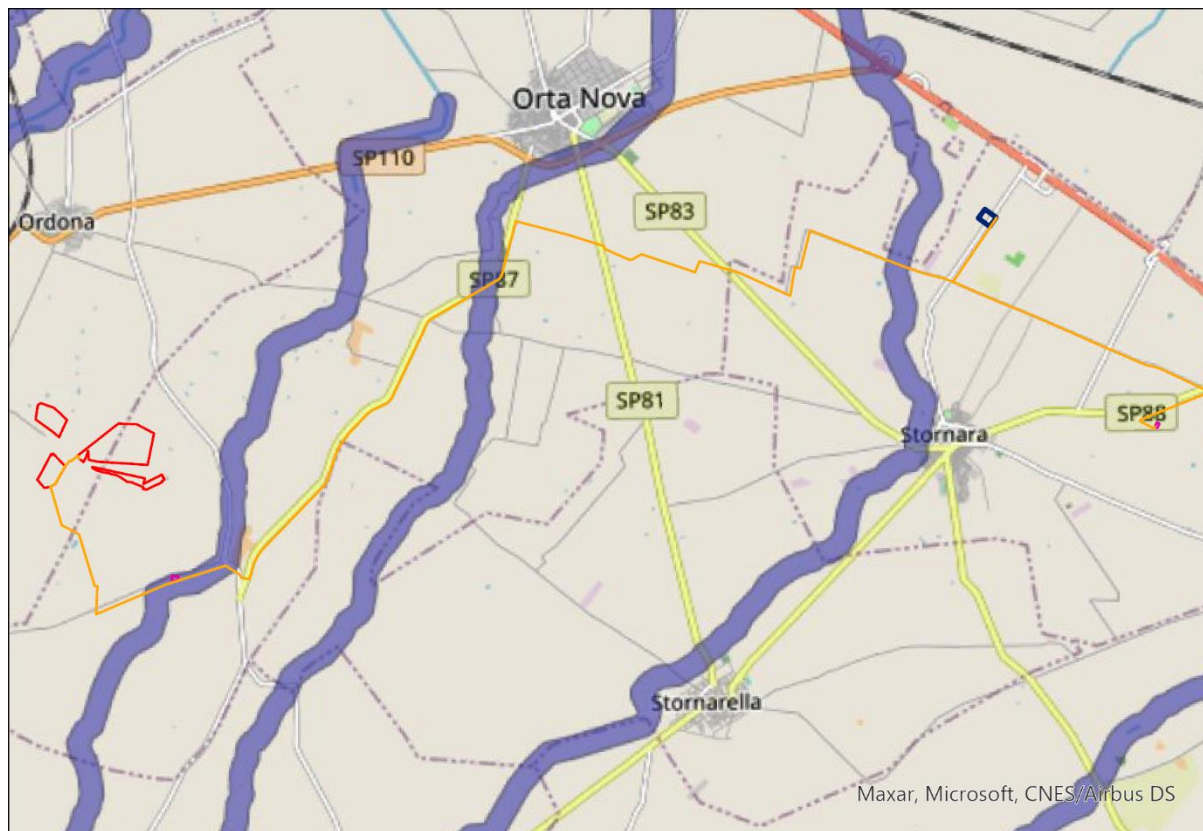 Orta Nova
SP110
SP83
Ordona
SP87
SP81
SP88
Stornara
Stornarella
Maxar, Microsoft, CNES/Airbus DS